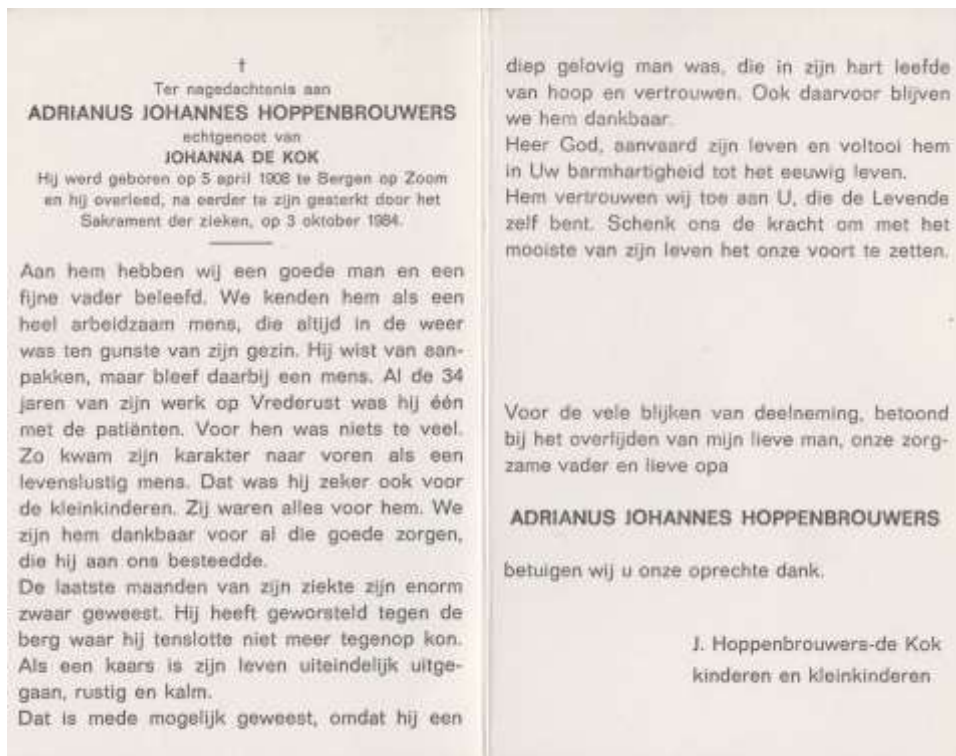 †
Ter nagedachtenis aan
ADRIANUS JOHANNES HOPPENBROUWERS
echtgenoot van
JOHANNA DE KOK
Hij werd geboren op 5 april 1908 te Bergen op Zoom
en hij overleed, na eerder te zijn gesterkt door het
Sakrament der zieken, op 3 oktober 1984.
Aan hem hebben wij een goede man en een
fijne vader beleefd. We kenden hem als een
heel arbeidzaam mens, die altijd in de weer
was ten gunste van zijn gezin. Hij wist van aan-
pakken, maar bleef daarbij een mens. Al de 34
jaren van zijn werk op Vrederust was hij één
met de patiënten. Voor hen was niets te veel.
Zo kwam zijn karakter naar voren als een
levenslustig mens. Dat was hij zeker ook voor
de kleinkinderen. Zij waren alles voor hem. We
zijn hem dankbaar voor al die goede zorgen,
die hij aan ons besteedde.
De laatste maanden van zijn ziekte zijn enorm
zwaar geweest. Hij heeft geworsteld tegen de
berg waar hij tenslotte niet meer tegenop kon.
Als een kaars is zijn leven uiteindelijk uitge-
gaan, rustig en kalm.
Dat is mede mogelijk geweest, omdat hij een
diep gelovig man was, die in zijn hart leefde
van hoop en vertrouwen. Ook daarvoor blijven
we hem dankbaar.
Heer God, aanvaard zijn leven en voltooi hem
in Uw barmhartigheid tot het eeuwig leven.
Hem vertrouwen wij toe aan U, die de Levende
zelf bent. Schenk ons de kracht om met het
mooiste van zijn leven het onze voort te zetten.
Voor de vele blijken van deelneming, betoond
bij het overlijden van mijn lieve man, onze zorg-
zame vader en lieve opa
ADRIANUS JOHANNES HOPPENBROUWERS
betuigen wij u onze oprechte dank.
J. Hoppenbrouwers-de Kok
kinderen en kleinkinderen